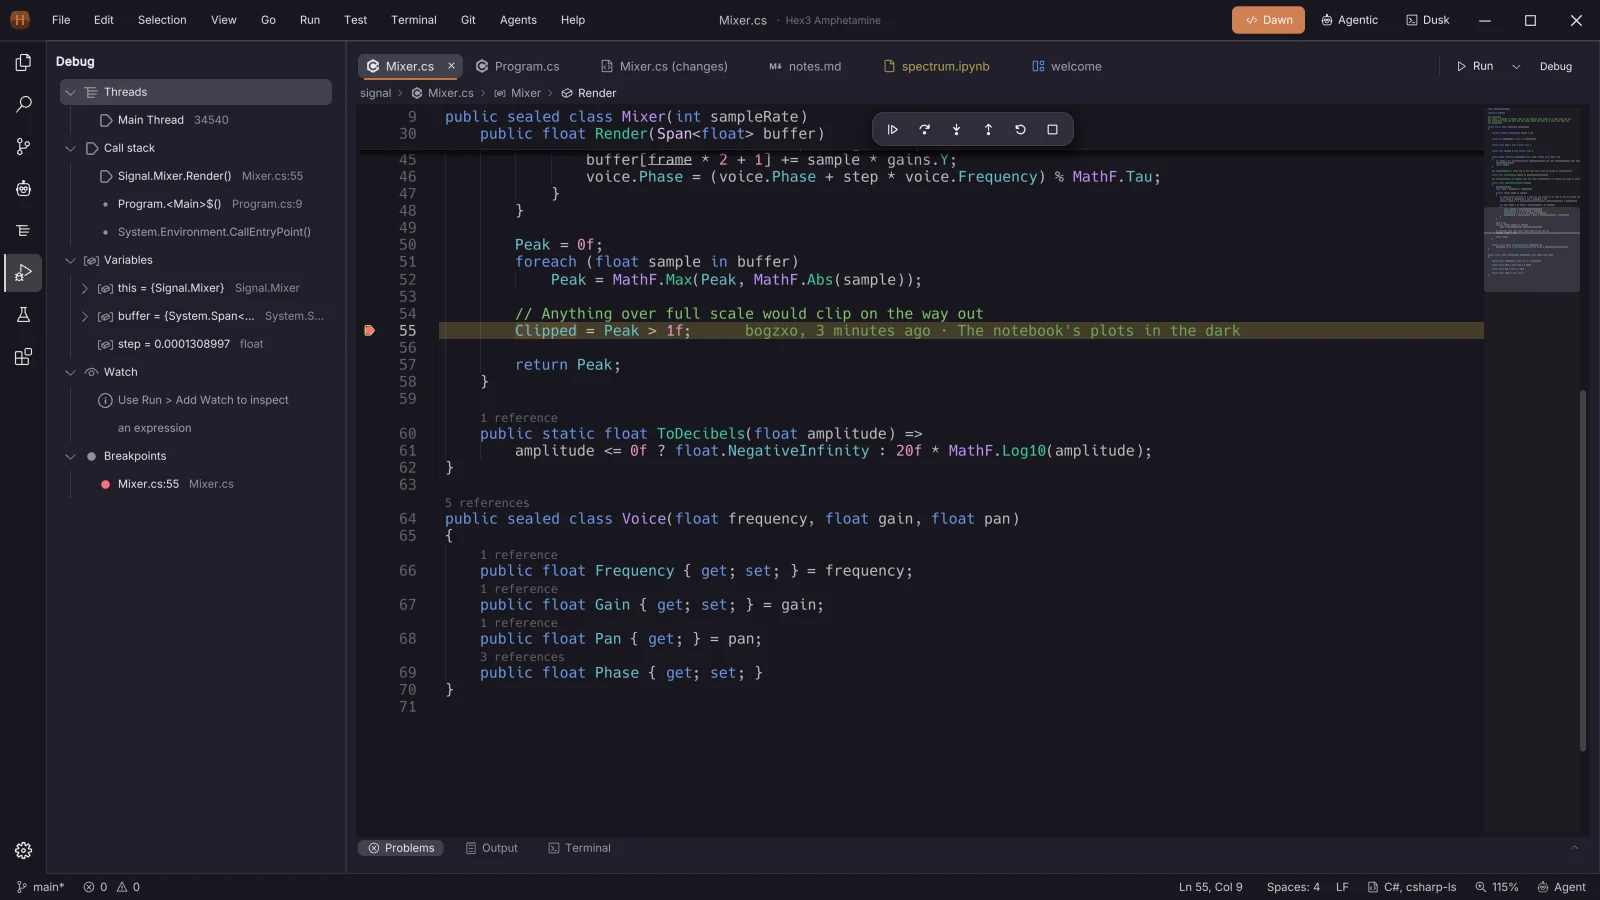 File Edit Selection View Go Run Test Terminal Git Agents Help
Mixer.cs · Hex3 Amphetamine
Dawn Agentic Dusk
Debug
Threads
Main Thread 34540
Call stack
Signal.Mixer.Render() Mixer.cs:55
Program.<Main>$() Program.cs:9
System.Environment.CallEntryPoint()
Variables
this = {Signal.Mixer} Signal.Mixer
buffer = {System.Span<... System.S...
step = 0.0001308997 float
Watch
Use Run > Add Watch to inspect
an expression
Breakpoints
Mixer.cs:55 Mixer.cs
Mixer.cs Program.cs Mixer.cs (changes) notes.md spectrum.ipynb welcome
Run Debug
signal Mixer.cs Mixer Render
9 public sealed class Mixer(int sampleRate)
30 public float Render(Span<float> buffer)
45 buffer[frame * 2 + 1] += sample * gains.Y;
46 voice.Phase = (voice.Phase + step * voice.Frequency) % MathF.Tau;
47 }
48 }
49
50 Peak = 0f;
51 foreach (float sample in buffer)
52 Peak = MathF.Max(Peak, MathF.Abs(sample));
53
54 // Anything over full scale would clip on the way out
55 Clipped = Peak > 1f; bogzxo, 3 minutes ago · The notebook's plots in the dark
56
57 return Peak;
58 }
59
1 reference
60 public static float ToDecibels(float amplitude) =>
61 amplitude <= 0f ? float.NegativeInfinity : 20f * MathF.Log10(amplitude);
62 }
63
5 references
64 public sealed class Voice(float frequency, float gain, float pan)
65 {
1 reference
66 public float Frequency { get; set; } = frequency;
1 reference
67 public float Gain { get; set; } = gain;
1 reference
68 public float Pan { get; } = pan;
3 references
69 public float Phase { get; set; }
70 }
71
Problems Output Terminal
main* 0 0
Ln 55, Col 9 Spaces: 4 LF C#, csharp-ls 115% Agent